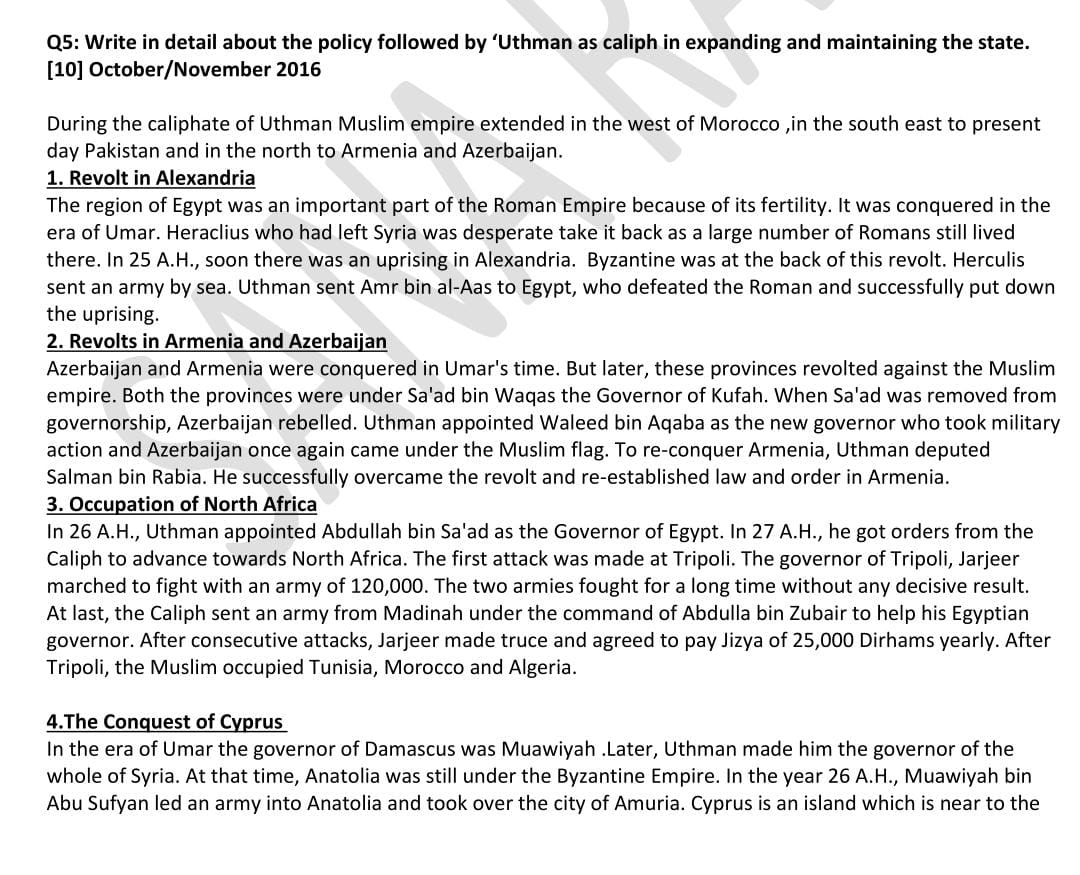 Q5: Write in detail about the policy followed by ‘Uthman as caliph in expanding and maintaining the state.
[10] October/November 2016
During the caliphate of Uthman Muslim empire extended in the west of Morocco ,in the south east to present
day Pakistan and in the north to Armenia and Azerbaijan.
1. Revolt in Alexandria
The region of Egypt was an important part of the Roman Empire because of its fertility. It was conquered in the
era of Umar. Heraclius who had left Syria was desperate take it back as a large number of Romans still lived
there. In 25 A.H., soon there was an uprising in Alexandria.  Byzantine was at the back of this revolt. Herculis
sent an army by sea. Uthman sent Amr bin al-Aas to Egypt, who defeated the Roman and successfully put down
the uprising.
2. Revolts in Armenia and Azerbaijan
Azerbaijan and Armenia were conquered in Umar's time. But later, these provinces revolted against the Muslim
empire. Both the provinces were under Sa'ad bin Waqas the Governor of Kufah. When Sa'ad was removed from
governorship, Azerbaijan rebelled. Uthman appointed Waleed bin Aqaba as the new governor who took military
action and Azerbaijan once again came under the Muslim flag. To re-conquer Armenia, Uthman deputed
Salman bin Rabia. He successfully overcame the revolt and re-established law and order in Armenia.
3. Occupation of North Africa
In 26 A.H., Uthman appointed Abdullah bin Sa'ad as the Governor of Egypt. In 27 A.H., he got orders from the
Caliph to advance towards North Africa. The first attack was made at Tripoli. The governor of Tripoli, Jarjeer
marched to fight with an army of 120,000. The two armies fought for a long time without any decisive result.
At last, the Caliph sent an army from Madinah under the command of Abdulla bin Zubair to help his Egyptian
governor. After consecutive attacks, Jarjeer made truce and agreed to pay Jizya of 25,000 Dirhams yearly. After
Tripoli, the Muslim occupied Tunisia, Morocco and Algeria.
4.The Conquest of Cyprus
In the era of Umar the governor of Damascus was Muawiyah .Later, Uthman made him the governor of the
whole of Syria. At that time, Anatolia was still under the Byzantine Empire. In the year 26 A.H., Muawiyah bin
Abu Sufyan led an army into Anatolia and took over the city of Amuria. Cyprus is an island which is near to the
SANA RA